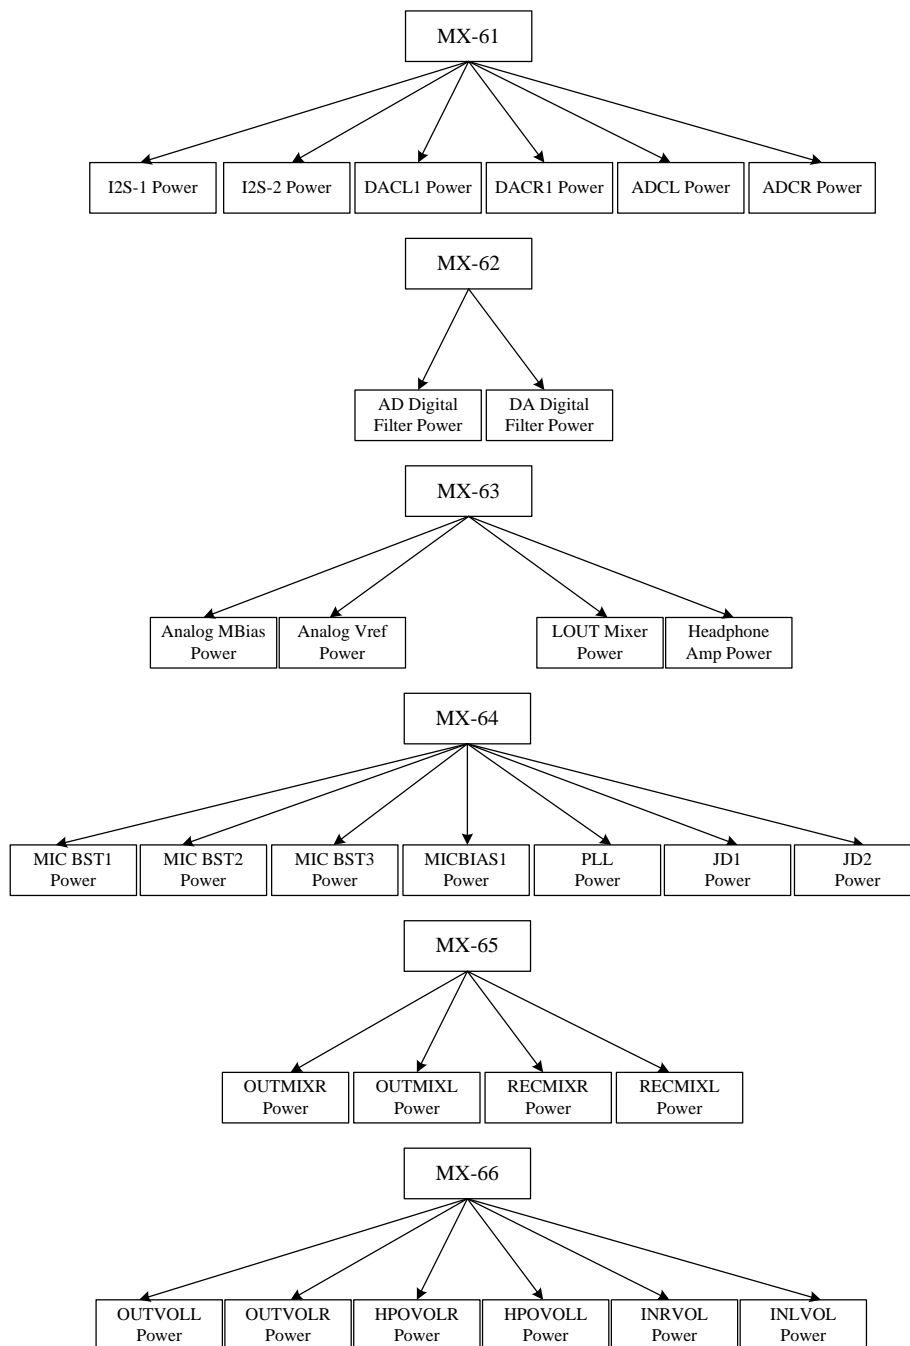 MX-61
I2S-1 Power
I2S-2 Power
DACL1 Power
DACR1 Power
ADCL Power
ADCR Power
MX-62
AD Digital
Filter Power
DA Digital
Filter Power
MX-63
Analog MBias
Power
Analog Vref
Power
LOUT Mixer
Power
Headphone
Amp Power
MX-64
MIC BST1
Power
MIC BST2
Power
MIC BST3
Power
MICBIAS1
Power
PLL
Power
JD1
Power
JD2
Power
MX-65
OUTMIXR
Power
OUTMIXL
Power
RECMIXR
Power
RECMIXL
Power
MX-66
OUTVOLL
Power
OUTVOLR
Power
HPOVOLR
Power
HPOVOLL
Power
INRVOL
Power
INLVOL
Power